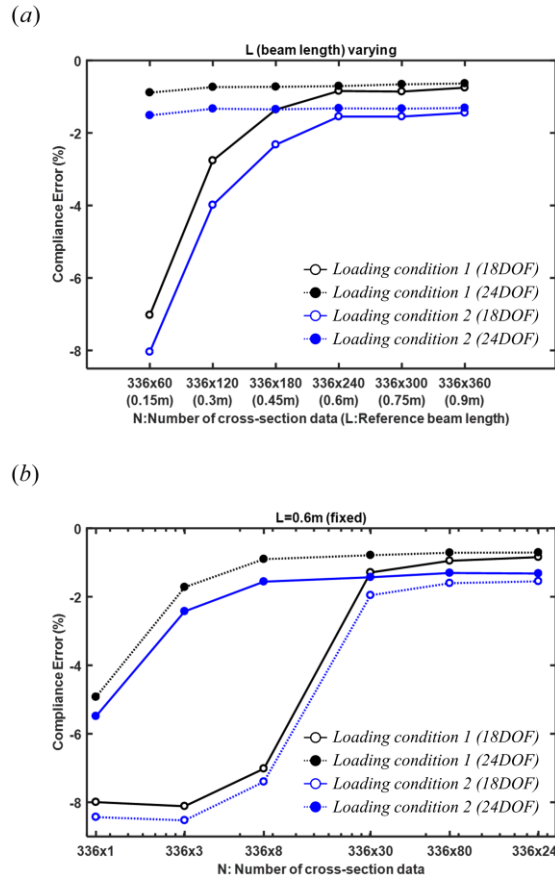 (a)
L (beam length) varying
0
-2
-4
-6
-8
Compliance Error (%)
Loading condition 1 (18DOF)
Loading condition 1 (24DOF)
Loading condition 2 (18DOF)
Loading condition 2 (24DOF)
336x60 336x120 336x180 336x240 336x300 336x360
(0.15m) (0.3m) (0.45m) (0.6m) (0.75m) (0.9m)
N:Number of cross-section data (L:Reference beam length)
(b)
L=0.6m (fixed)
0
-2
-4
-6
-8
Compliance Error (%)
Loading condition 1 (18DOF)
Loading condition 1 (24DOF)
Loading condition 2 (18DOF)
Loading condition 2 (24DOF)
336x1 336x3 336x8 336x30 336x80 336x24
N: Number of cross-section data